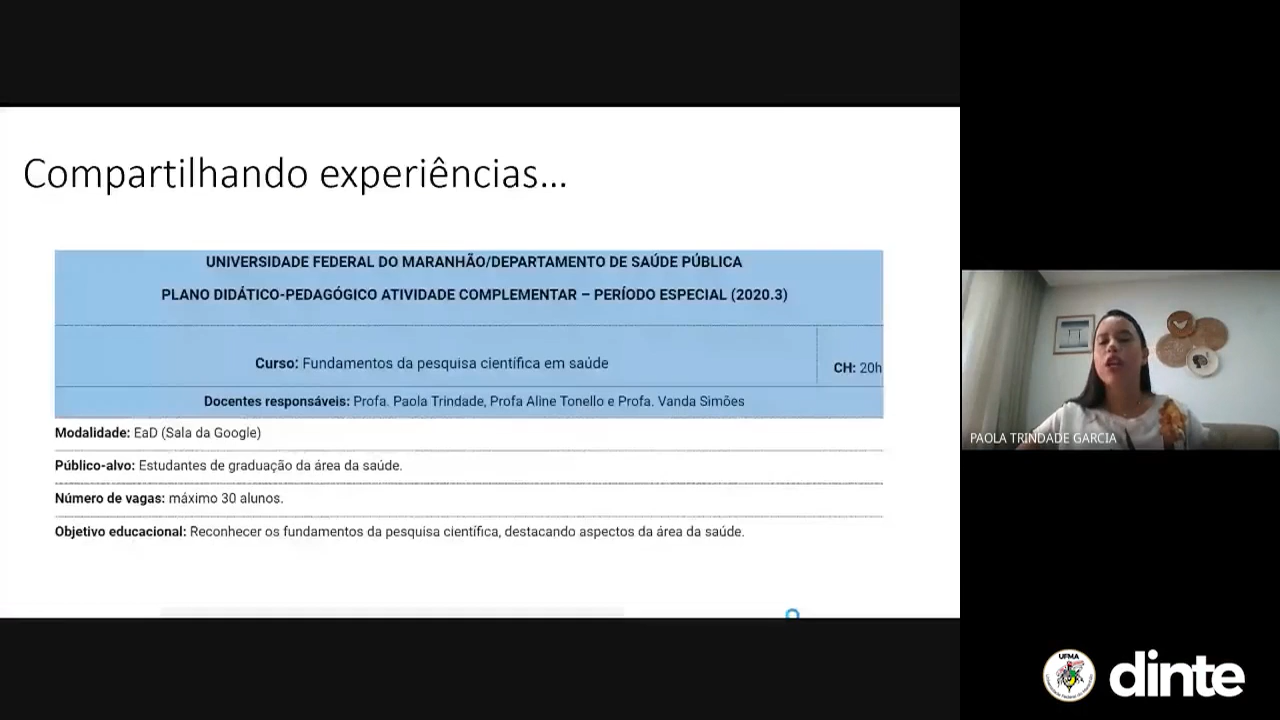 Compartilhando experiências...
UNIVERSIDADE FEDERAL DO MARANHÃO/DEPARTAMENTO DE SAÚDE PÚBLICA
PLANO DIDÁTICO-PEDAGÓGICO ATIVIDADE COMPLEMENTAR – PERÍODO ESPECIAL (2020.3)
Curso: Fundamentos da pesquisa científica em saúde
CH: 20h
Docentes responsáveis: Profa. Paola Trindade, Profa Aline Tonello e Profa. Vanda Simões
Modalidade: EaD (Sala da Google)
Público-alvo: Estudantes de graduação da área da saúde.
Número de vagas: máximo 30 alunos.
Objetivo educacional: Reconhecer os fundamentos da pesquisa científica, destacando aspectos da área da saúde.
PAOLA TRINDADE GARCIA
UFMA
dinte